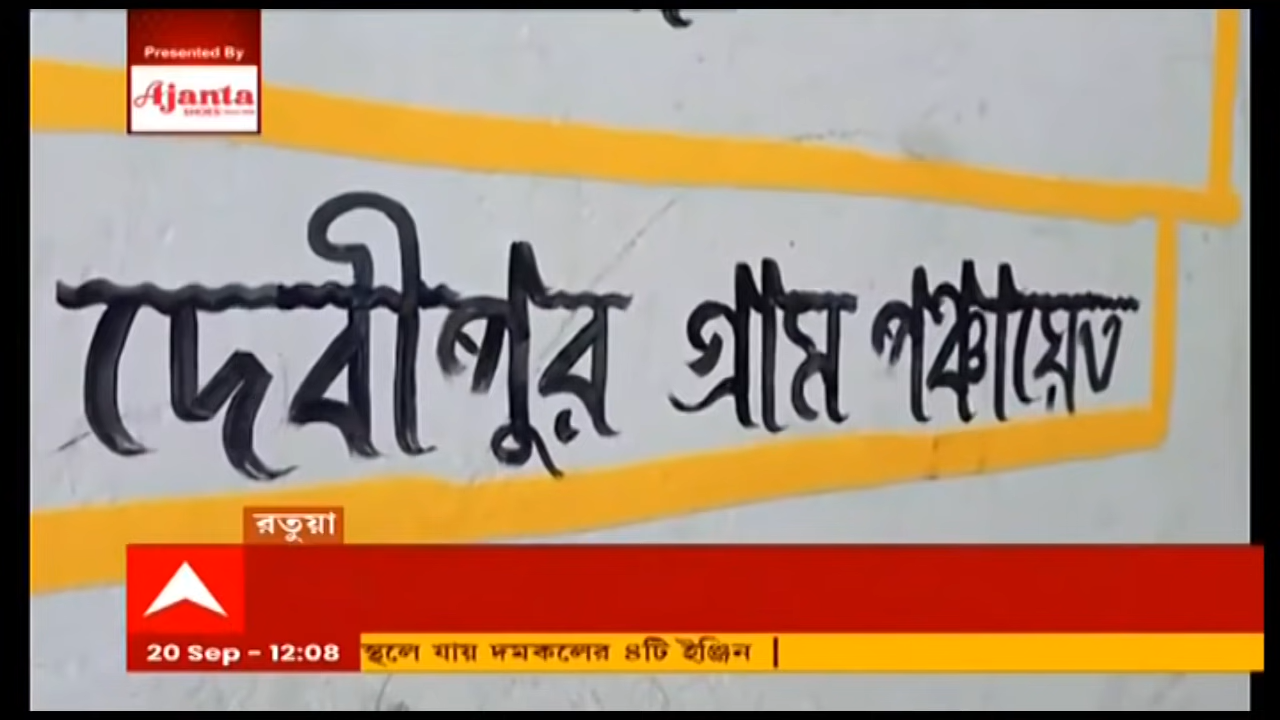 Presented By
Ajanta
দেবীপুর গ্রাম পঞ্চায়েত
রতুয়া
20 Sep - 12:08
স্থলে যায় দমকলের ৪টি ইঞ্জিন |